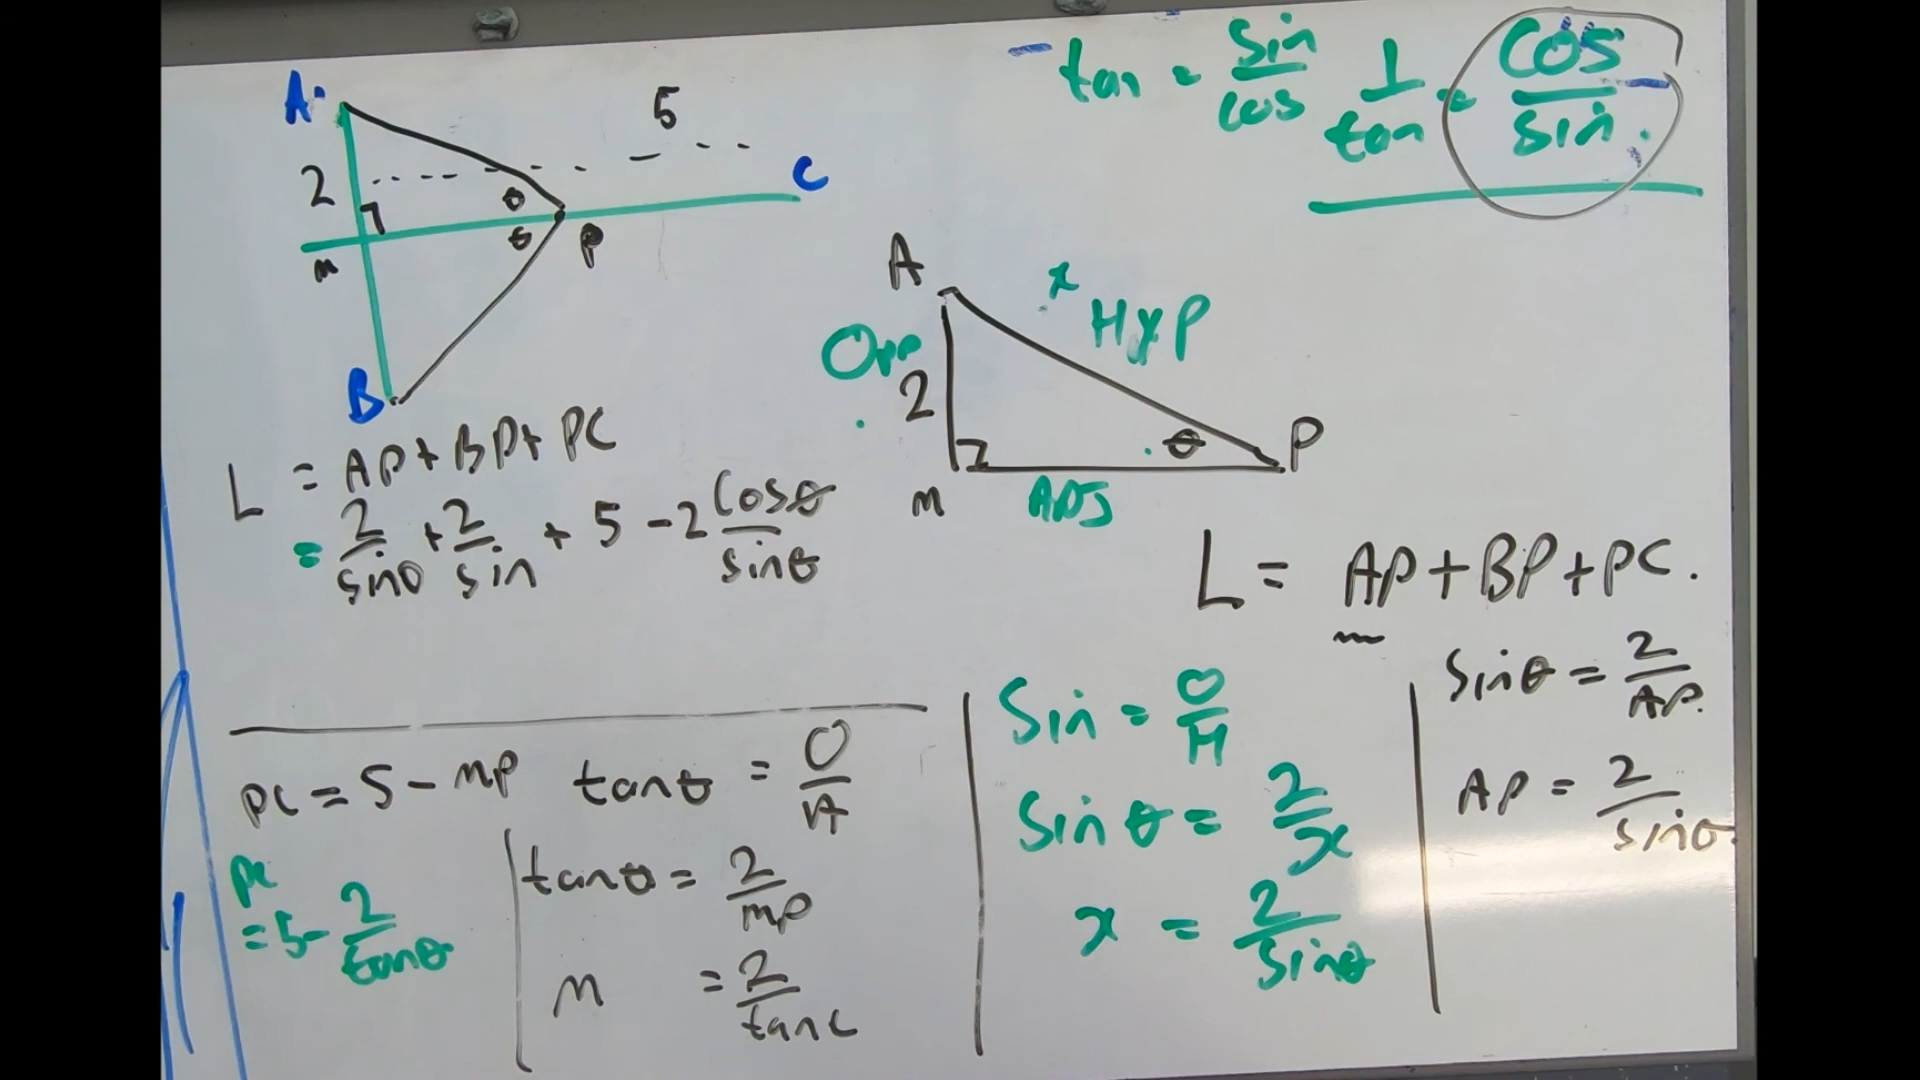 tan = sin/cos 1/tan = cos/sin.
A
5
2
C
θ
θ
P
m
B
A
x
HYP
Opp
2
θ
P
m
ADJ
L = AP + BP + PC
= 2/sinθ + 2/sin + 5 - 2 cosθ/sinθ
L = AP + BP + PC.
sinθ = 2/AP.
AP = 2/sinθ
Sin = O/H
Sinθ = 2/x
x = 2/sinθ
PC = 5 - mp tanθ = O/A
PC
= 5 - 2/tanθ
tanθ = 2/mp
m = 2/tan